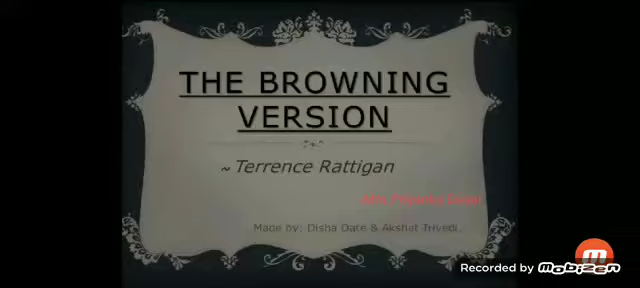 THE BROWNING
VERSION
~Terrence Rattigan
Made by: Disha Date & Akshat Trivedi.
Recorded by mobizen